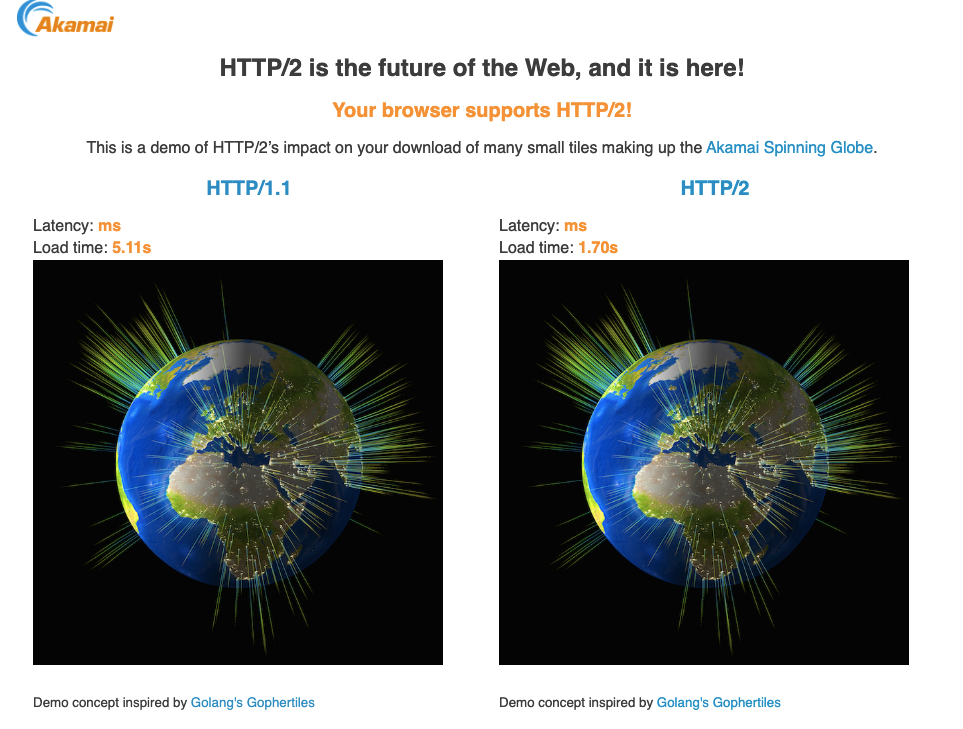 Akamai
HTTP/2 is the future of the Web, and it is here!
Your browser supports HTTP/2!
This is a demo of HTTP/2's impact on your download of many small tiles making up the Akamai Spinning Globe.
HTTP/1.1
Latency: ms
Load time: 5.11s
Demo concept inspired by Golang's Gophertiles
HTTP/2
Latency: ms
Load time: 1.70s
Demo concept inspired by Golang's Gophertiles